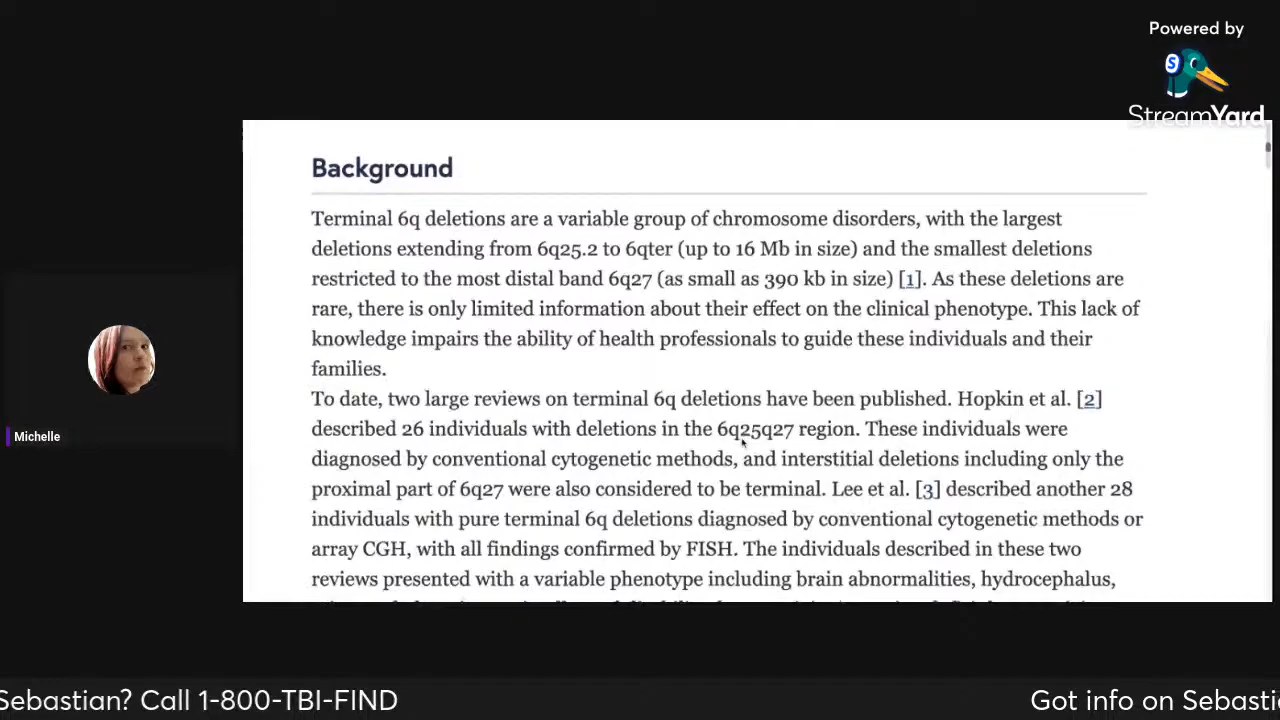 Powered by
StreamYard
Background
Terminal 6q deletions are a variable group of chromosome disorders, with the largest
deletions extending from 6q25.2 to 6qter (up to 16 Mb in size) and the smallest deletions
restricted to the most distal band 6q27 (as small as 390 kb in size) [1]. As these deletions are
rare, there is only limited information about their effect on the clinical phenotype. This lack of
knowledge impairs the ability of health professionals to guide these individuals and their
families.
To date, two large reviews on terminal 6q deletions have been published. Hopkin et al. [2]
described 26 individuals with deletions in the 6q25q27 region. These individuals were
diagnosed by conventional cytogenetic methods, and interstitial deletions including only the
proximal part of 6q27 were also considered to be terminal. Lee et al. [3] described another 28
individuals with pure terminal 6q deletions diagnosed by conventional cytogenetic methods or
array CGH, with all findings confirmed by FISH. The individuals described in these two
reviews presented with a variable phenotype including brain abnormalities, hydrocephalus,
Michelle
Sebastian? Call 1-800-TBI-FIND
Got info on Sebasti